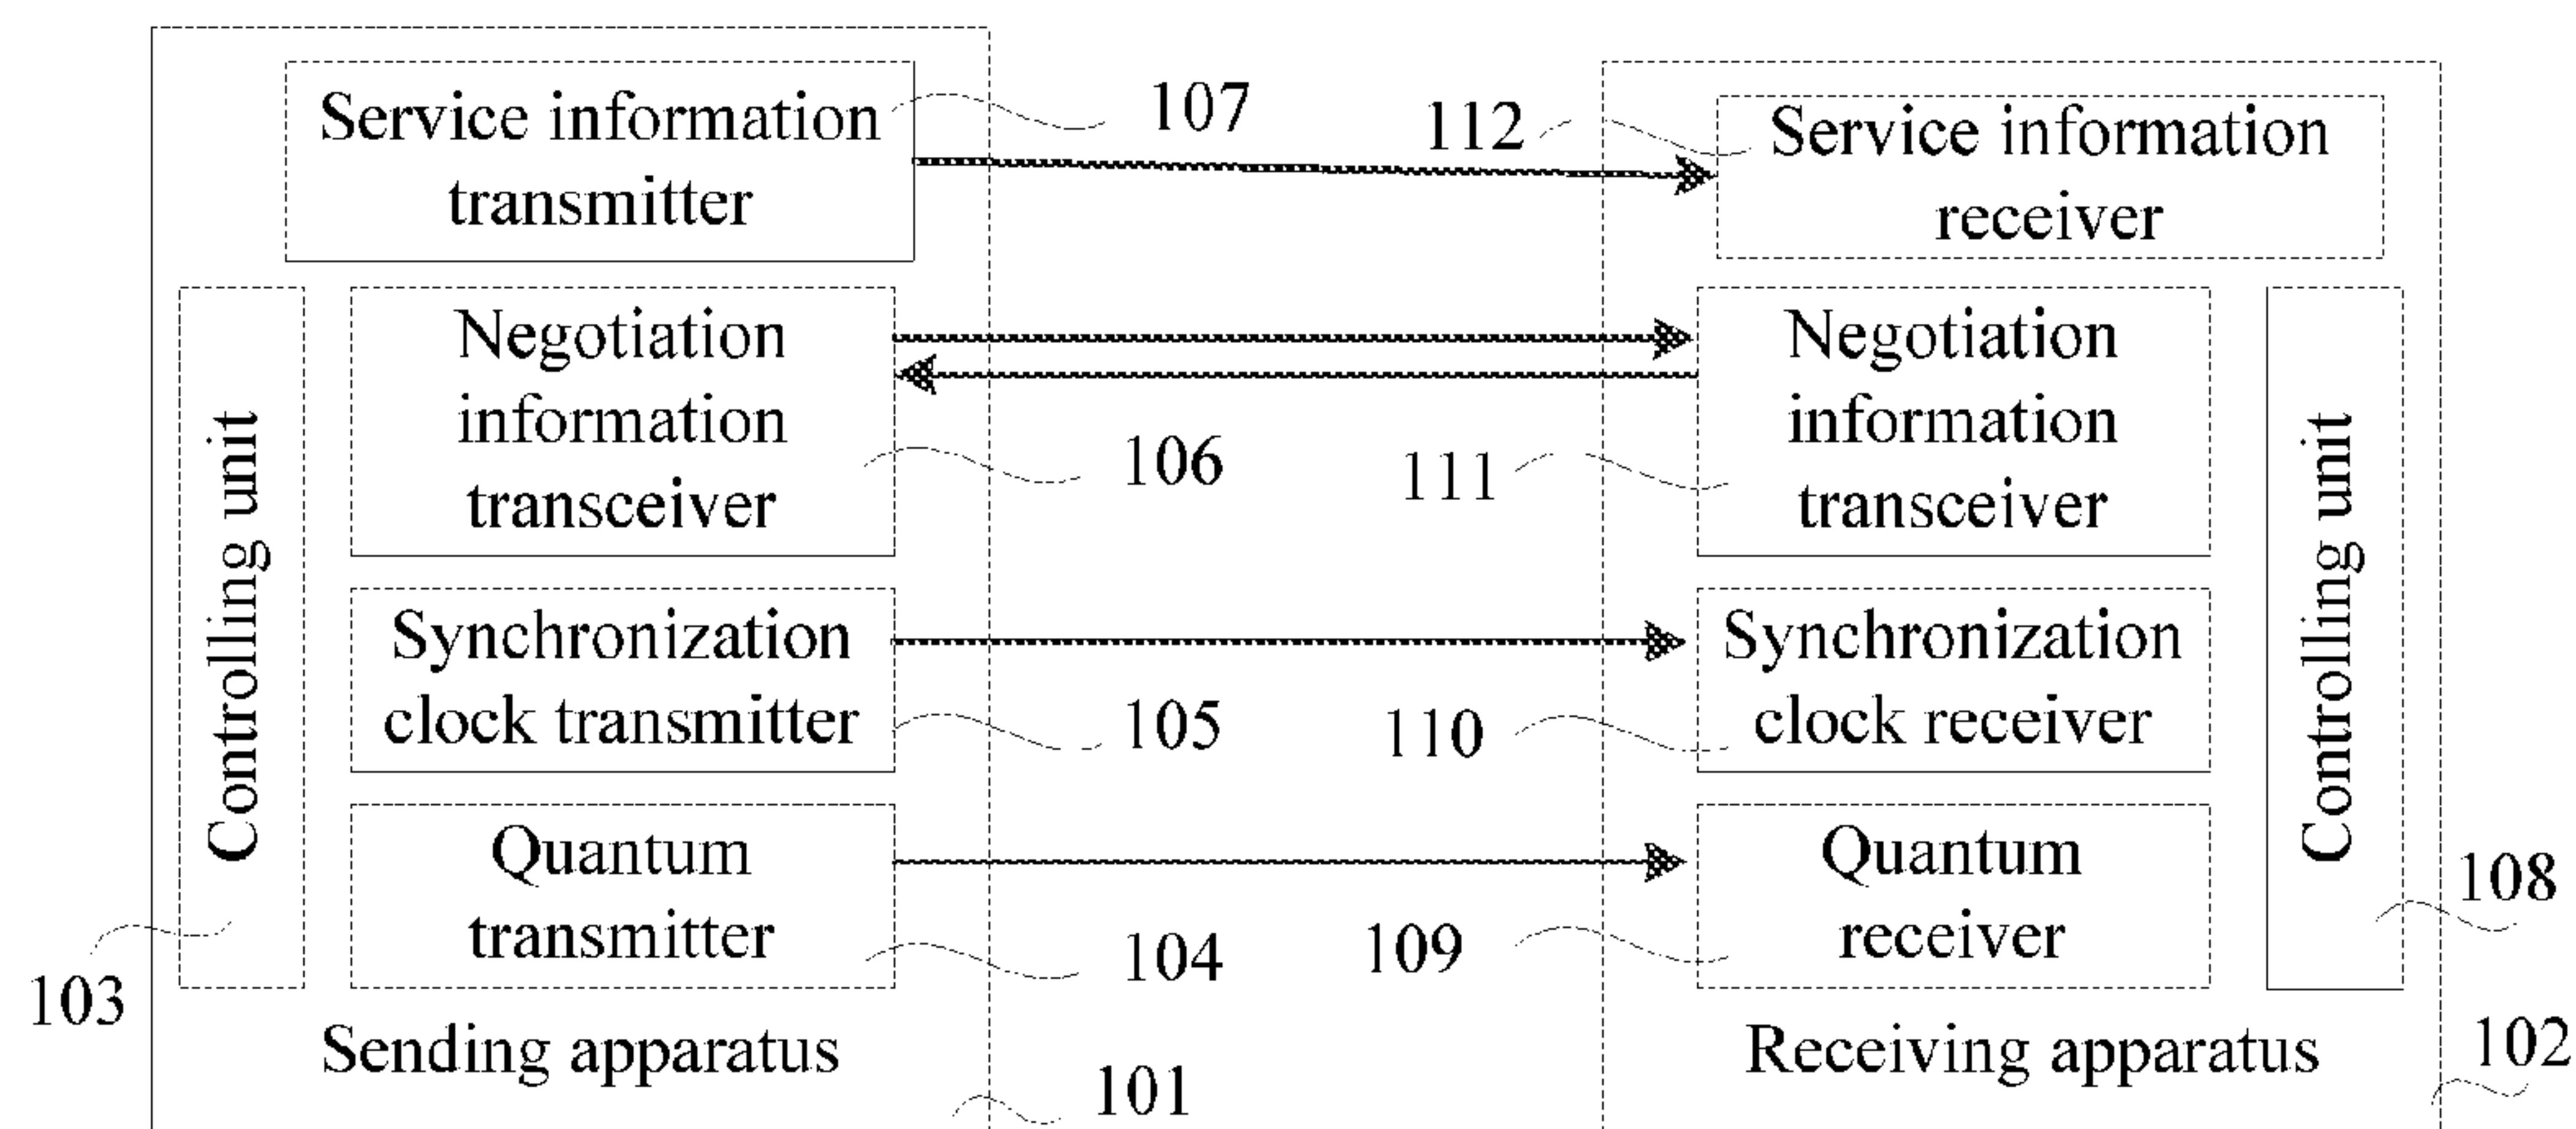 Service information
transmitter
107
112
Service information
receiver
Controlling unit
Negotiation
information
transceiver
106
111
Negotiation
information
transceiver
Controlling unit
Synchronization
clock transmitter
105
110
Synchronization
clock receiver
Quantum
transmitter
104
109
Quantum
receiver
108
103
Sending apparatus
101
Receiving apparatus
102